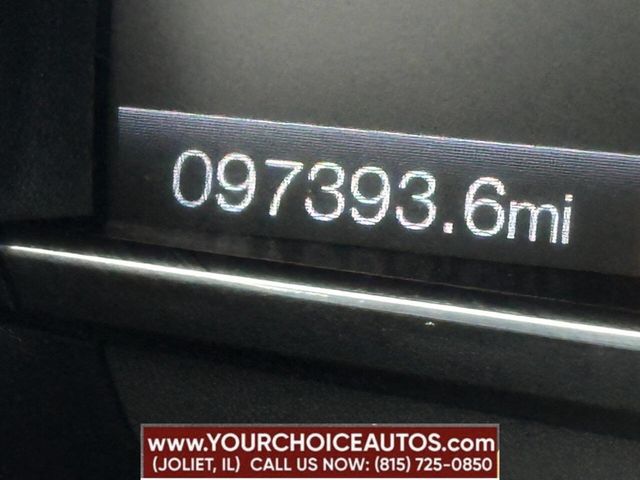 097393.6mi
www.YOURCHOICEAUTOS.com
(JOLIET, IL) CALL US NOW: (815) 725-0850